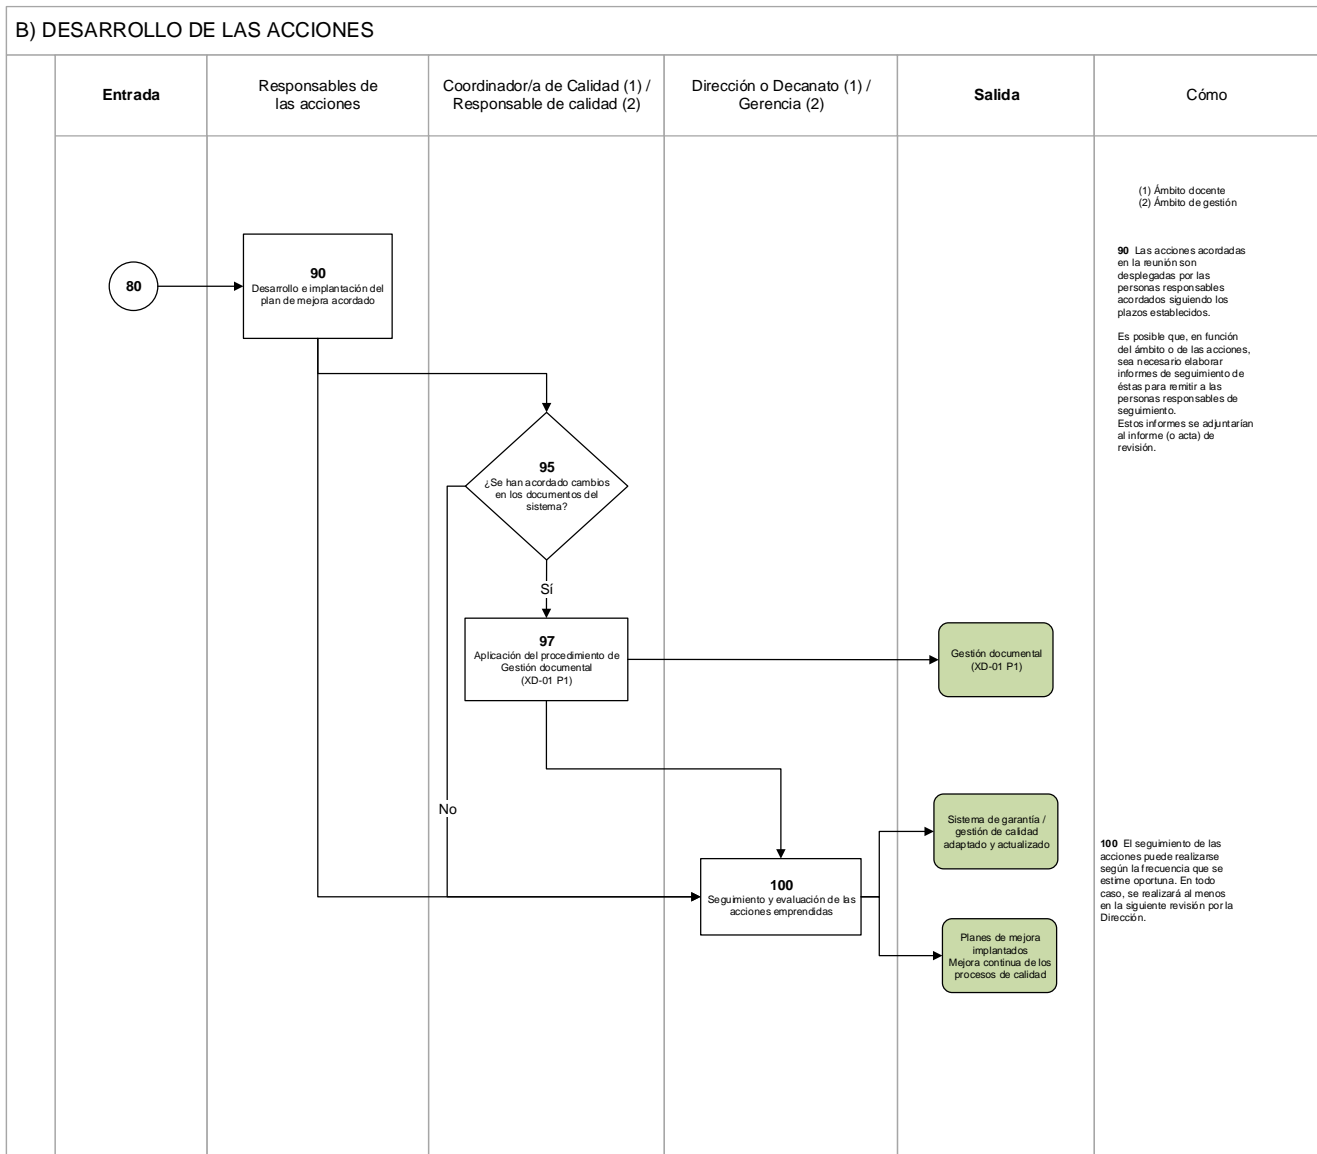 B) DESARROLLO DE LAS ACCIONES
Entrada
Responsables de
las acciones
Coordinador/a de Calidad (1) /
Responsable de calidad (2)
Dirección o Decanato (1) /
Gerencia (2)
Salida
Cómo
(1) Ámbito docente
(2) Ámbito de gestión
80
90
Desarrollo e implantación del
plan de mejora acordado
90 Las acciones acordadas
en la reunión son
desplegadas por las
personas responsables
acordados siguiendo los
plazos establecidos.
Es posible que, en función
del ámbito o de las acciones,
sea necesario elaborar
informes de seguimiento de
éstas para remitir a las
personas responsables de
seguimiento.
Estos informes se adjuntarían
al informe (o acta) de
revisión.
95
¿Se han acordado cambios
en los documentos del
sistema?
Sí
97
Aplicación del procedimiento de
Gestión documental
(XD-01 P1)
Gestión documental
(XD-01 P1)
No
Sistema de garantía /
gestión de calidad
adaptado y actualizado
100
Seguimiento y evaluación de las
acciones emprendidas
Planes de mejora
implantados
Mejora continua de los
procesos de calidad
100 El seguimiento de las
acciones puede realizarse
según la frecuencia que se
estime oportuna. En todo
caso, se realizará al menos
en la siguiente revisión por la
Dirección.